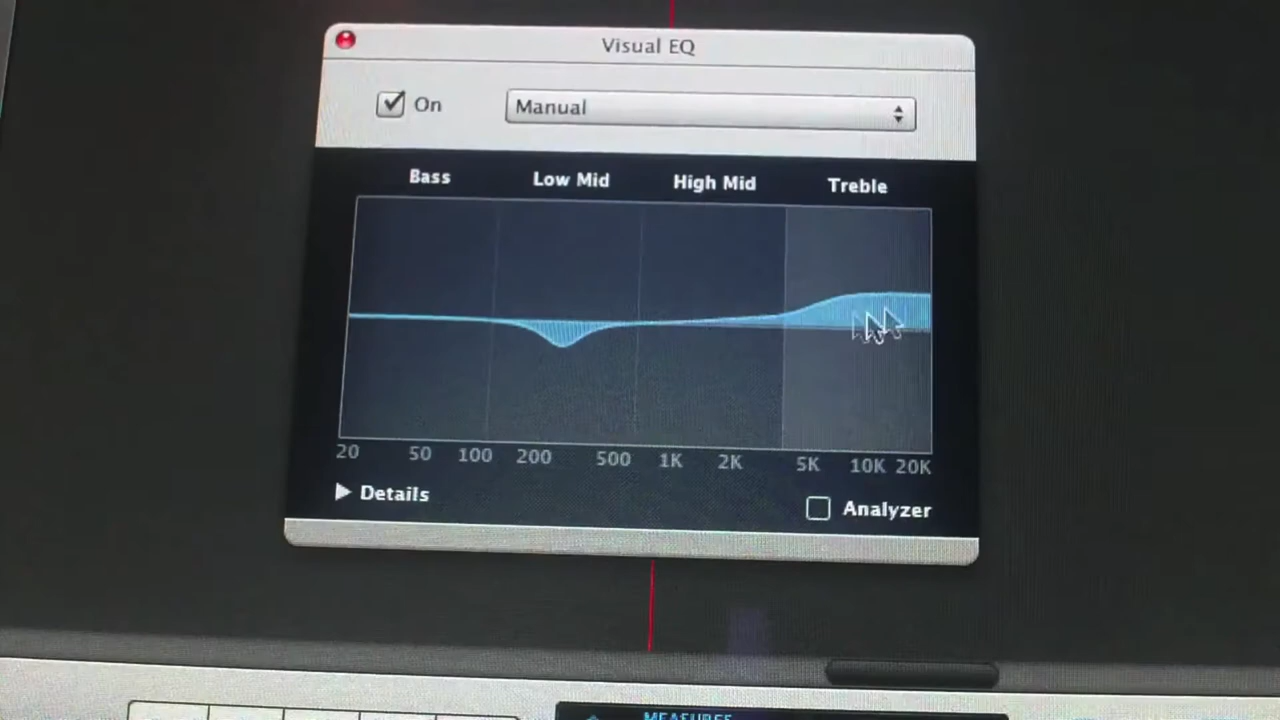 Visual EQ
On Manual
Bass Low Mid High Mid Treble
20 50 100 200 500 1K 2K 5K 10K 20K
Details Analyzer
MEASURES